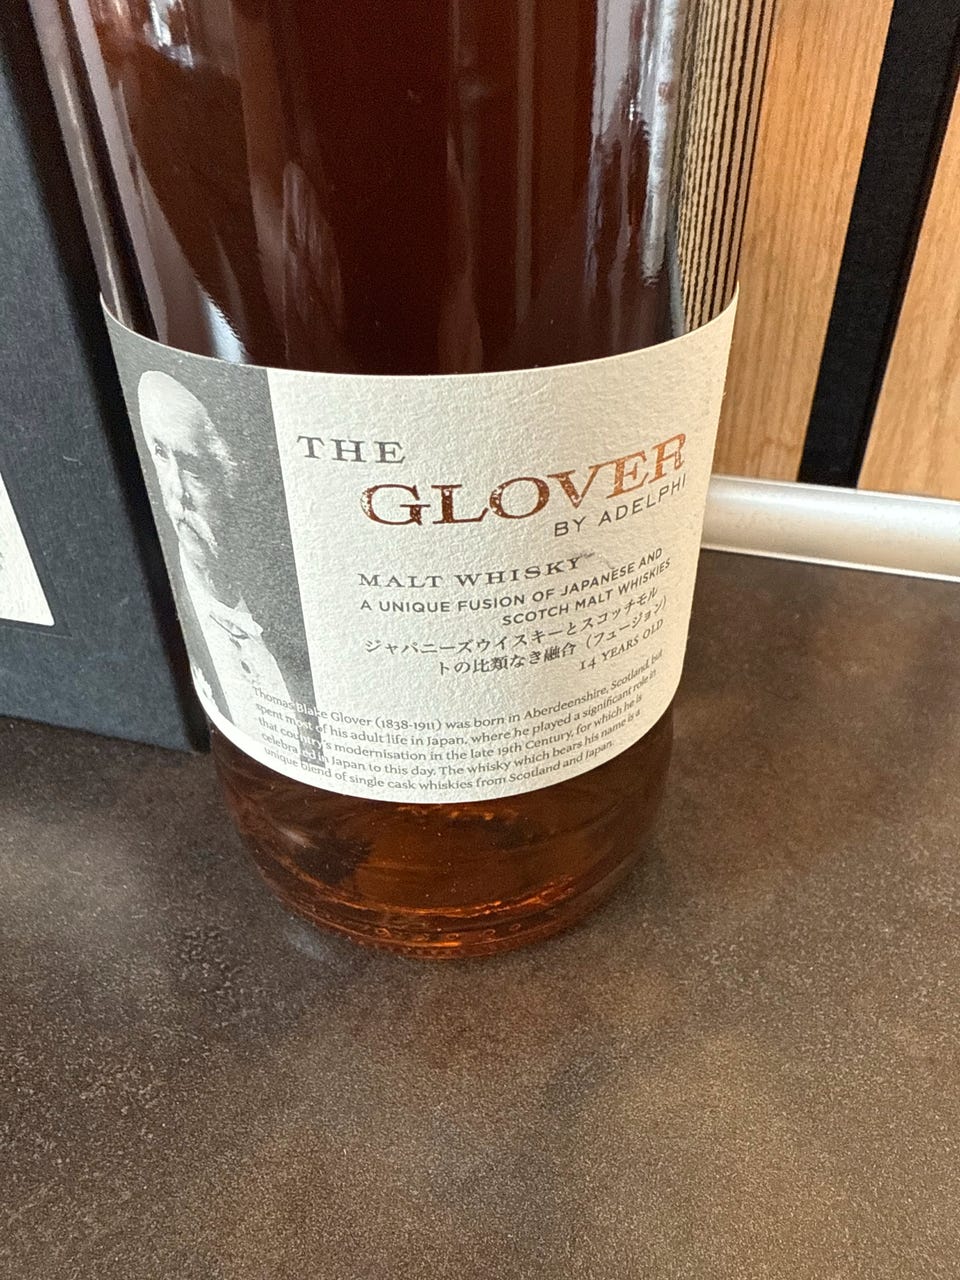 THE
GLOVER
BY ADELPHI
MALT WHISKY
A UNIQUE FUSION OF JAPANESE AND
SCOTCH MALT WHISKIES
ジャパニーズウイスキーとスコッチモル
トの比類なき融合（フュージョン）
14 YEARS OLD
Thomas Blake Glover (1838-1911) was born in Aberdeenshire, Scotland, but
spent most of his adult life in Japan, where he played a significant role in
that country's modernisation in the late 19th Century, for which he is
celebrated in Japan to this day. The whisky which bears his name is a
unique blend of single cask whiskies from Scotland and Japan.